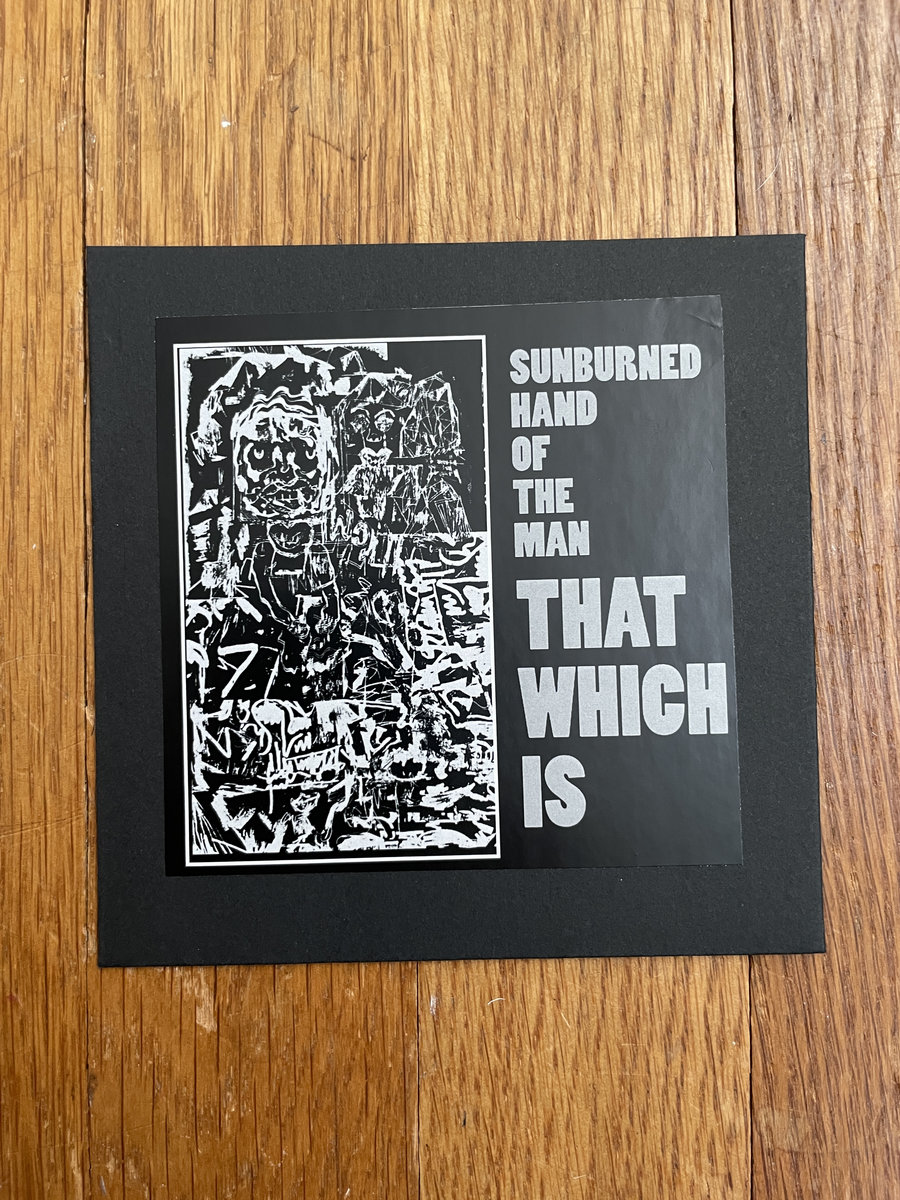 SUNBURNED
HAND
OF
THE
MAN
THAT
WHICH
IS